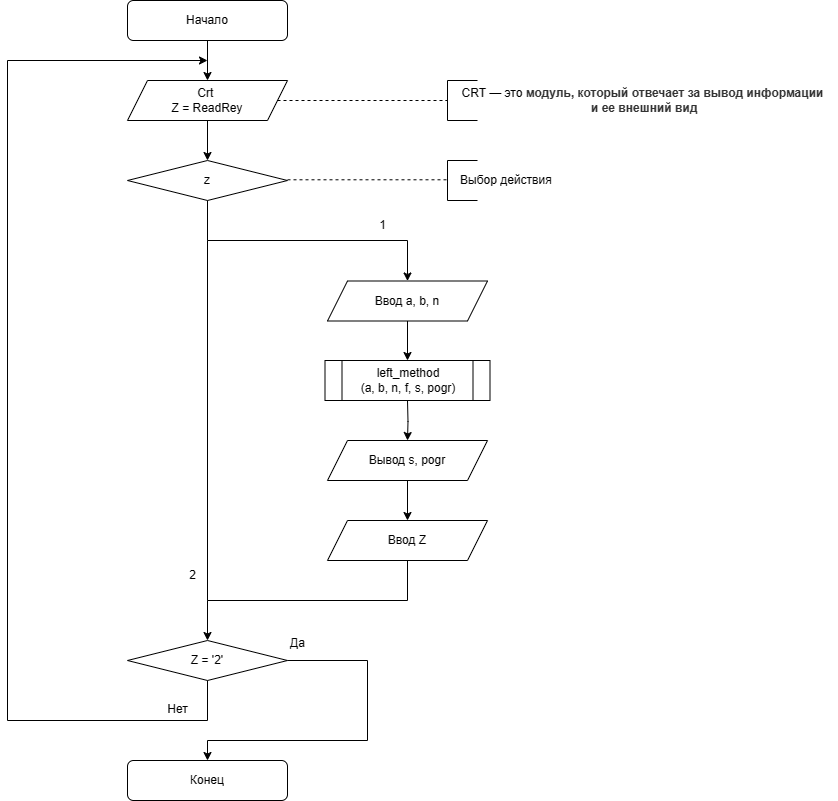 Начало
Crt
Z = ReadRey
CRT — это модуль, который отвечает за вывод информации
и ее внешний вид
z
Выбор действия
1
Ввод a, b, n
left_method
(a, b, n, f, s, pogr)
Вывод s, pogr
Ввод Z
2
Z = '2'
Да
Нет
Конец